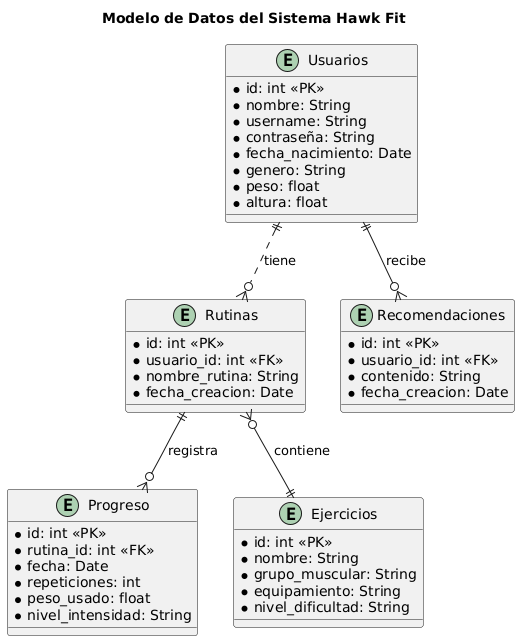 Modelo de Datos del Sistema Hawk Fit
E Usuarios
id: int «PK»
nombre: String
username: String
contraseña: String
fecha_nacimiento: Date
genero: String
peso: float
altura: float
tiene
recibe
E Rutinas
id: int «PK»
usuario_id: int «FK»
nombre_rutina: String
fecha_creacion: Date
E Recomendaciones
id: int «PK»
usuario_id: int «FK»
contenido: String
fecha_creacion: Date
registra
contiene
E Progreso
id: int «PK»
rutina_id: int «FK»
fecha: Date
repeticiones: int
peso_usado: float
nivel_intensidad: String
E Ejercicios
id: int «PK»
nombre: String
grupo_muscular: String
equipamiento: String
nivel_dificultad: String